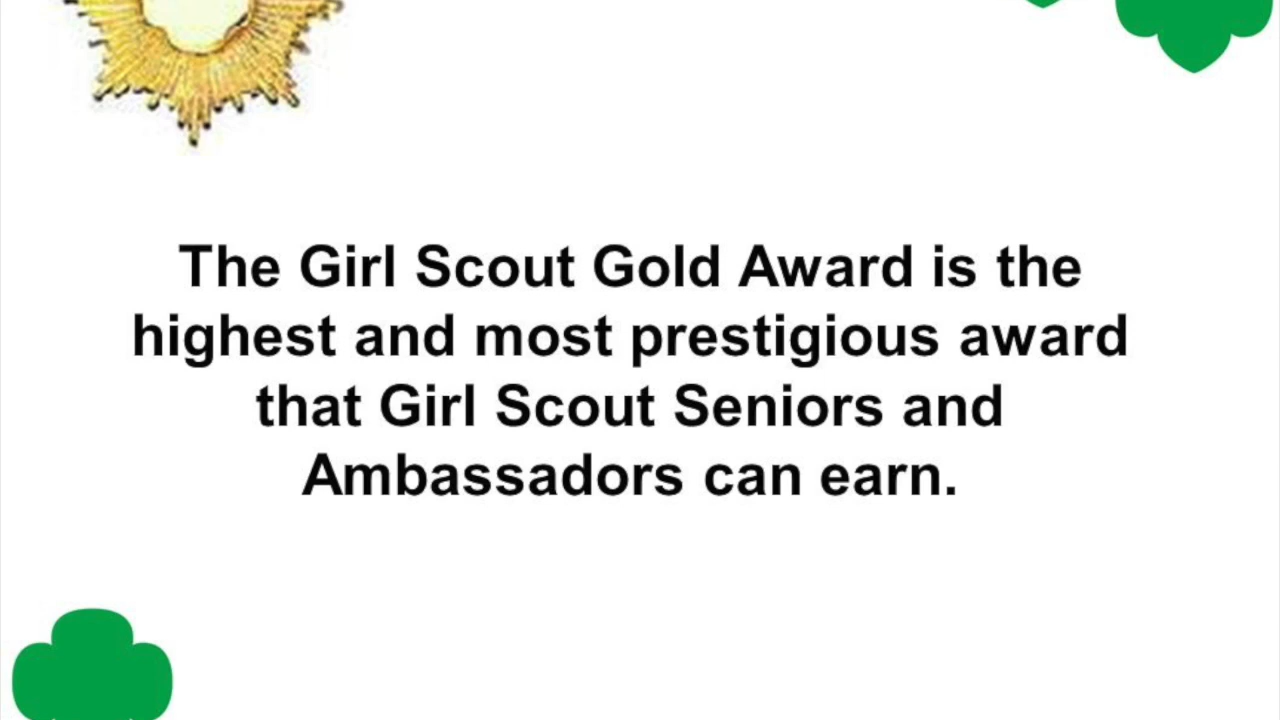 The Girl Scout Gold Award is the
highest and most prestigious award
that Girl Scout Seniors and
Ambassadors can earn.